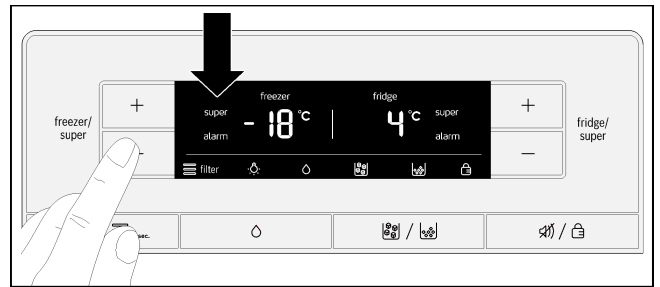 freezer/
super
+
super
alarm
freezer
-18 °C
fridge
4 °C
super
alarm
filter
sec.
+
−
fridge/
super
/
/